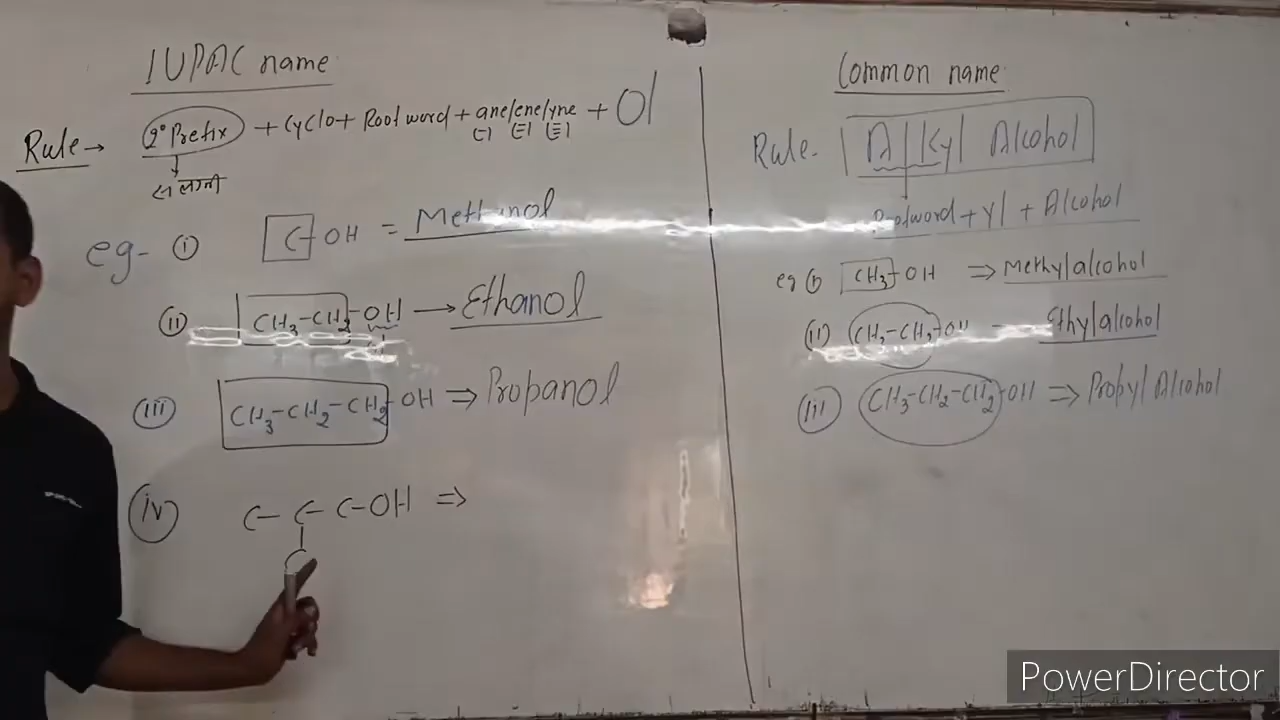 IUPAC name
Rule → 2° Prefix + Cyclo + Root word + ane/ene/yne + Ol
(-) (=) (≡)
eg- (i) C-OH = Methanol
(ii) CH3-CH2-OH → Ethanol
(iii) CH3-CH2-CH2-OH ⇒ Propanol
(iv) C-C-C-OH ⇒
C
Common name
Rule- Alkyl Alcohol
Rootword + yl + Alcohol
eg (i) CH3-OH ⇒ Methylalcohol
(ii) CH3-CH2-OH Ethylalcohol
(iii) CH3-CH2-CH2-OH ⇒ Propyl Alcohol
PowerDirector